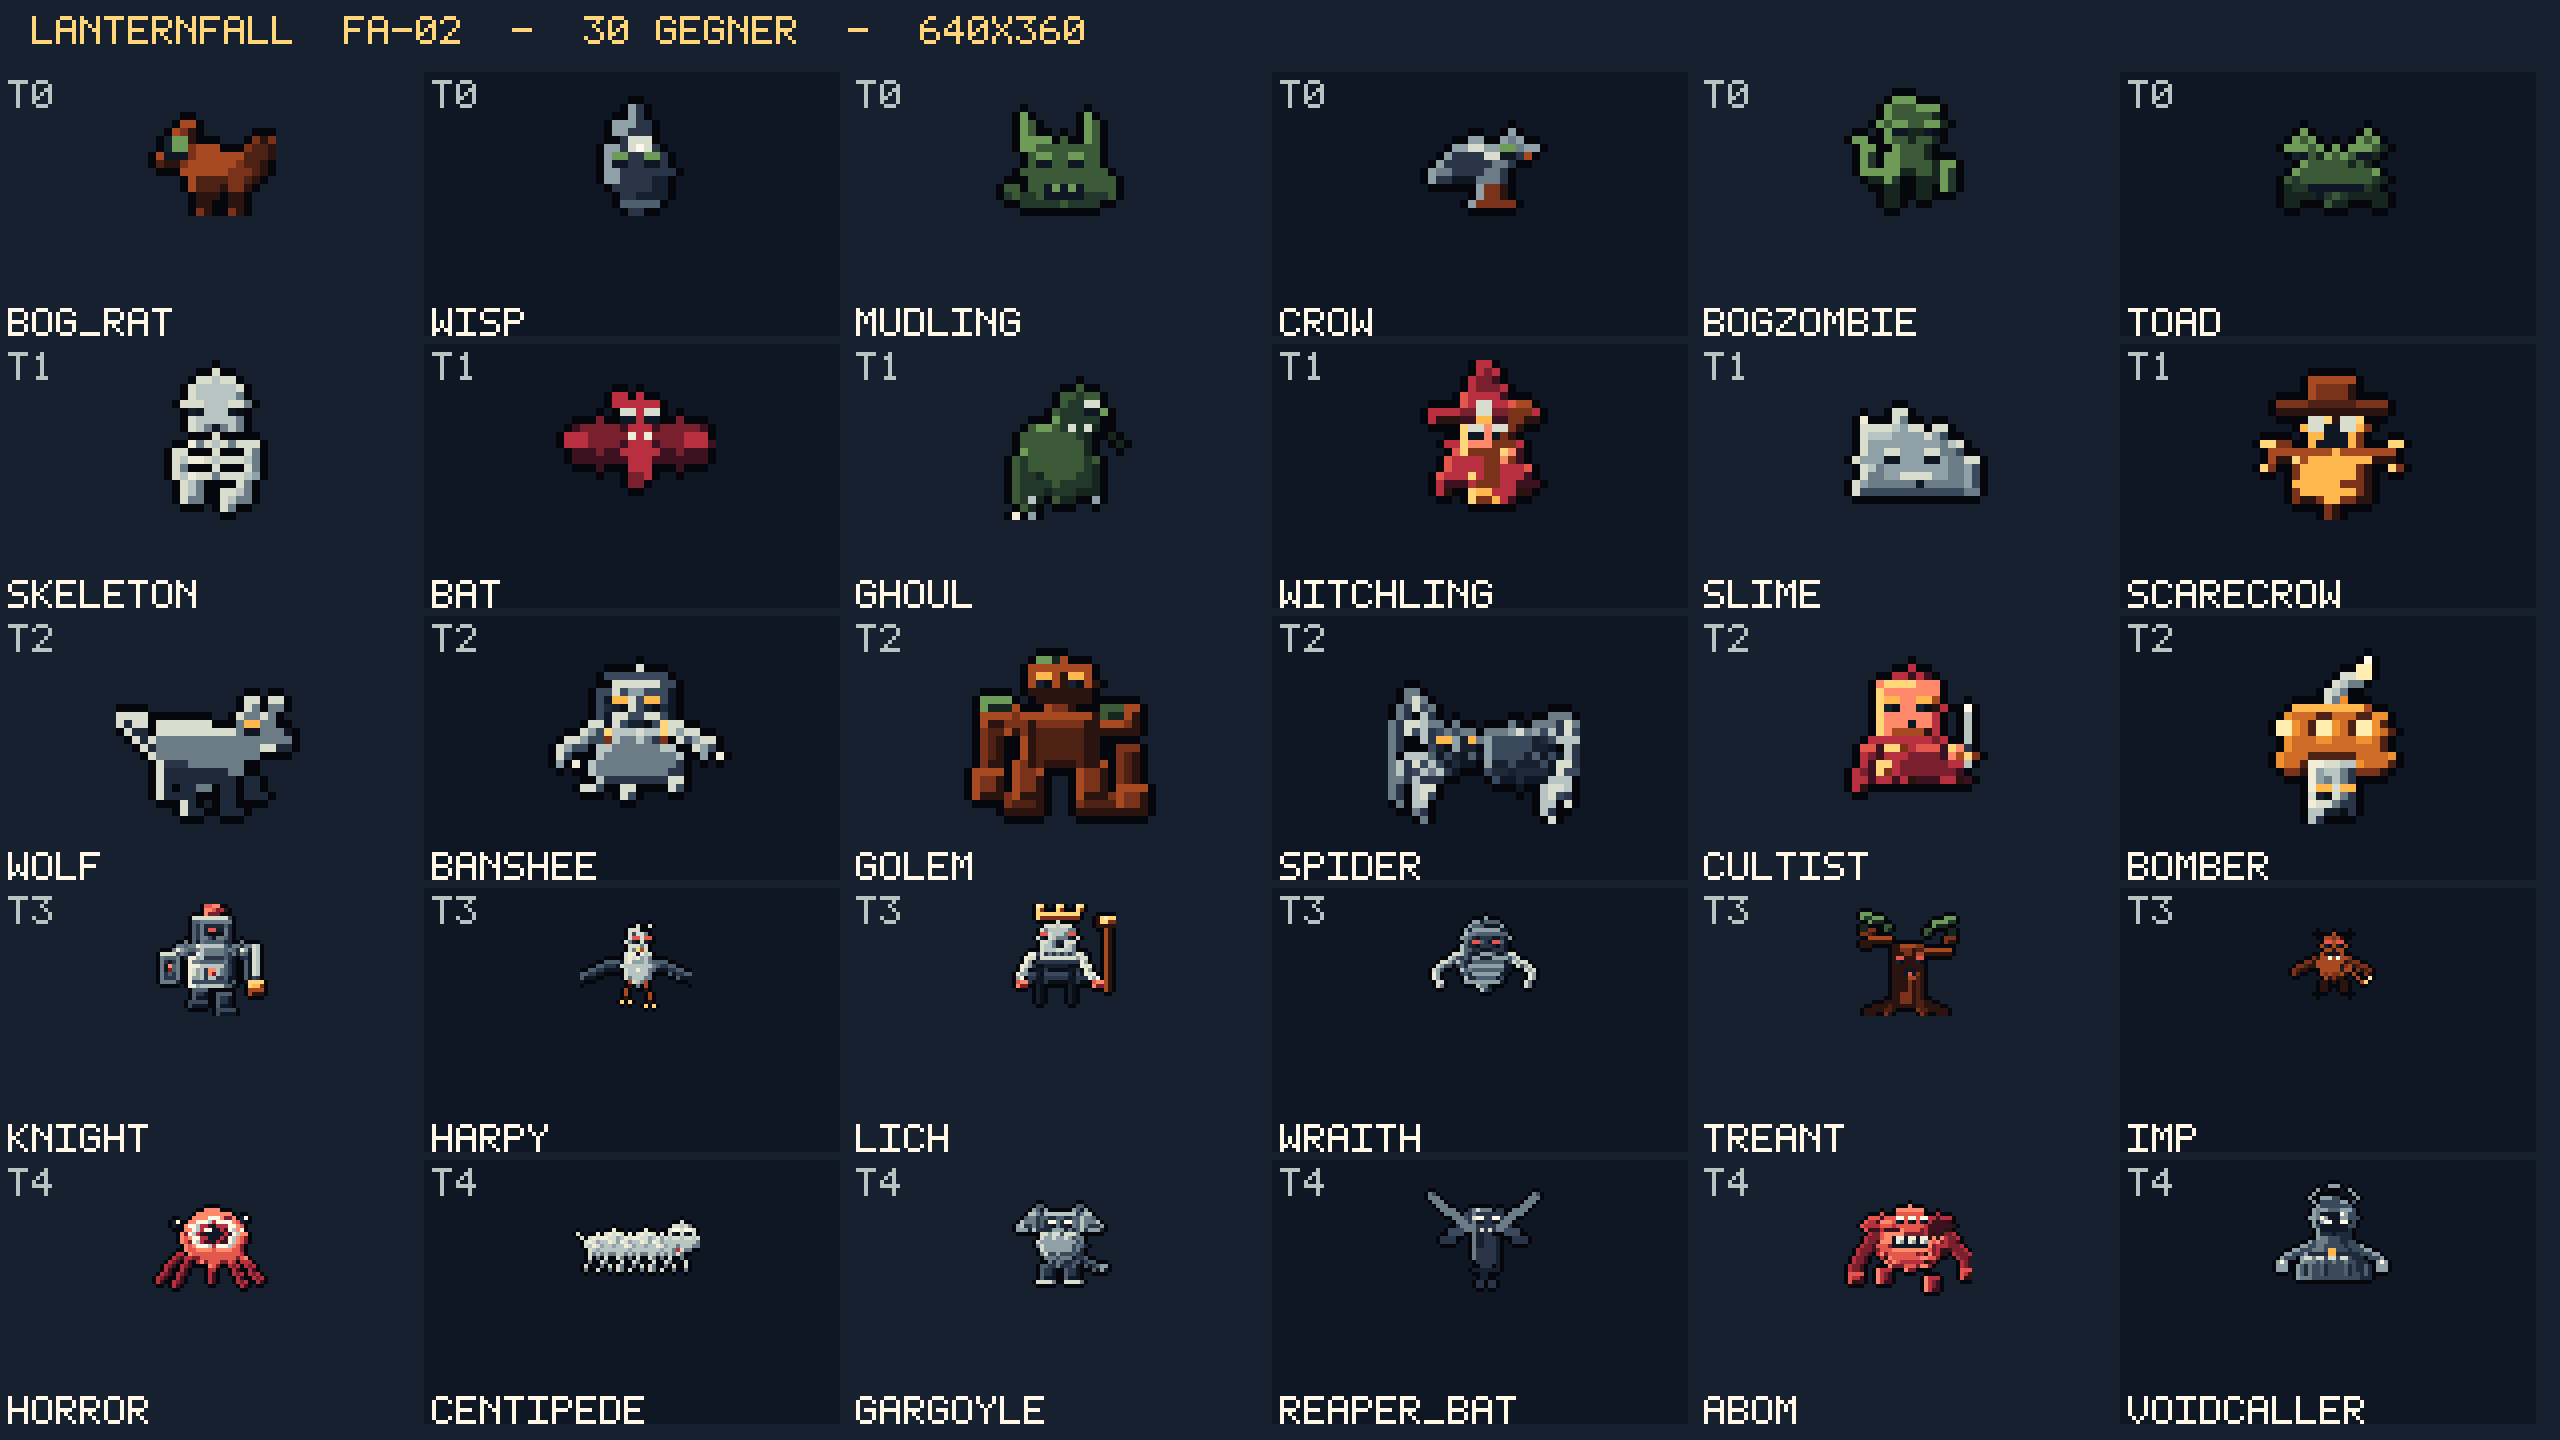 LANTERNFALL FA-02 - 30 GEGNER - 640X360
T0 T0 T0 T0 T0 T0
BOG_RAT WISP MUDLING CROW BOGZOMBIE TOAD
T1 T1 T1 T1 T1 T1
SKELETON BAT GHOUL WITCHLING SLIME SCARECROW
T2 T2 T2 T2 T2 T2
WOLF BANSHEE GOLEM SPIDER CULTIST BOMBER
T3 T3 T3 T3 T3 T3
KNIGHT HARPY LICH WRAITH TREANT IMP
T4 T4 T4 T4 T4 T4
HORROR CENTIPEDE GARGOYLE REAPER_BAT ABOM VOIDCALLER